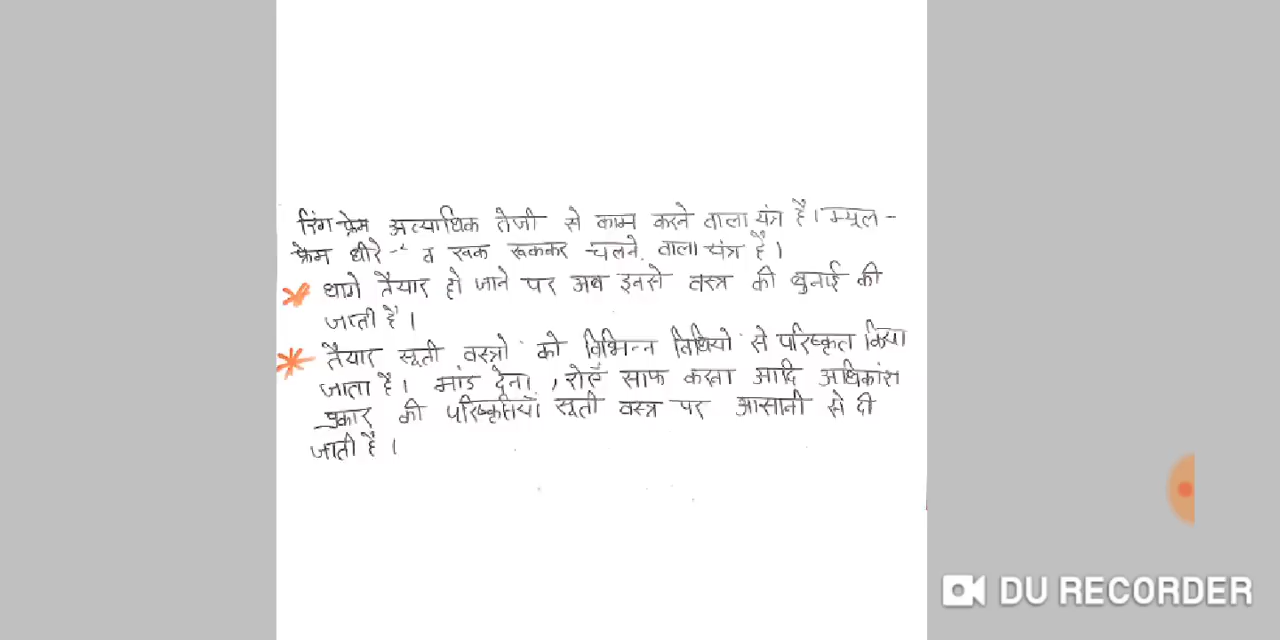 रिंग फ्रेम अत्याधिक तेजी से काम करने वाला यंत्र है। म्यूल -
फ्रेम धीरे-२ व रूक रूककर चलने वाला यंत्र है।
धागे तैयार हो जाने पर अब इनसे वस्त्र की बुनाई की
जाती है।
तैयार सूती वस्त्रो को विभिन्न विधियो से परिष्कृत किया
जाता है। मांड देना, रोएँ साफ करना आदि अधिकांश
प्रकार की परिष्कृतियाँ सूती वस्त्र पर आसानी से दी
जाती है।
DU RECORDER